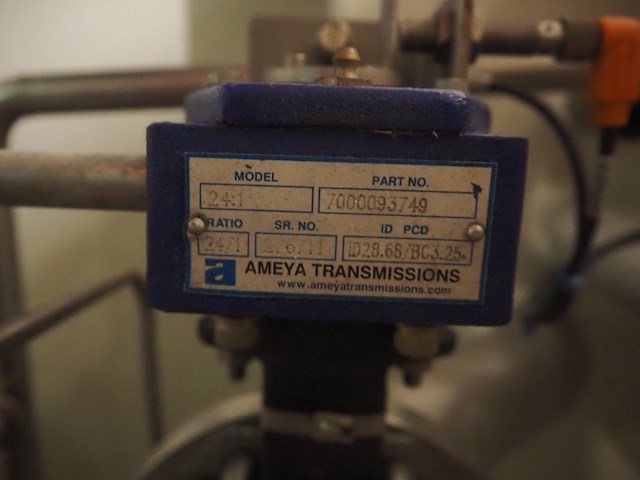 MODEL PART NO.
24:1 7000093749
RATIO SR. NO. ID PCD
24/1 ID28.68/BC3.25
a AMEYA TRANSMISSIONS
www.ameyatransmissions.com